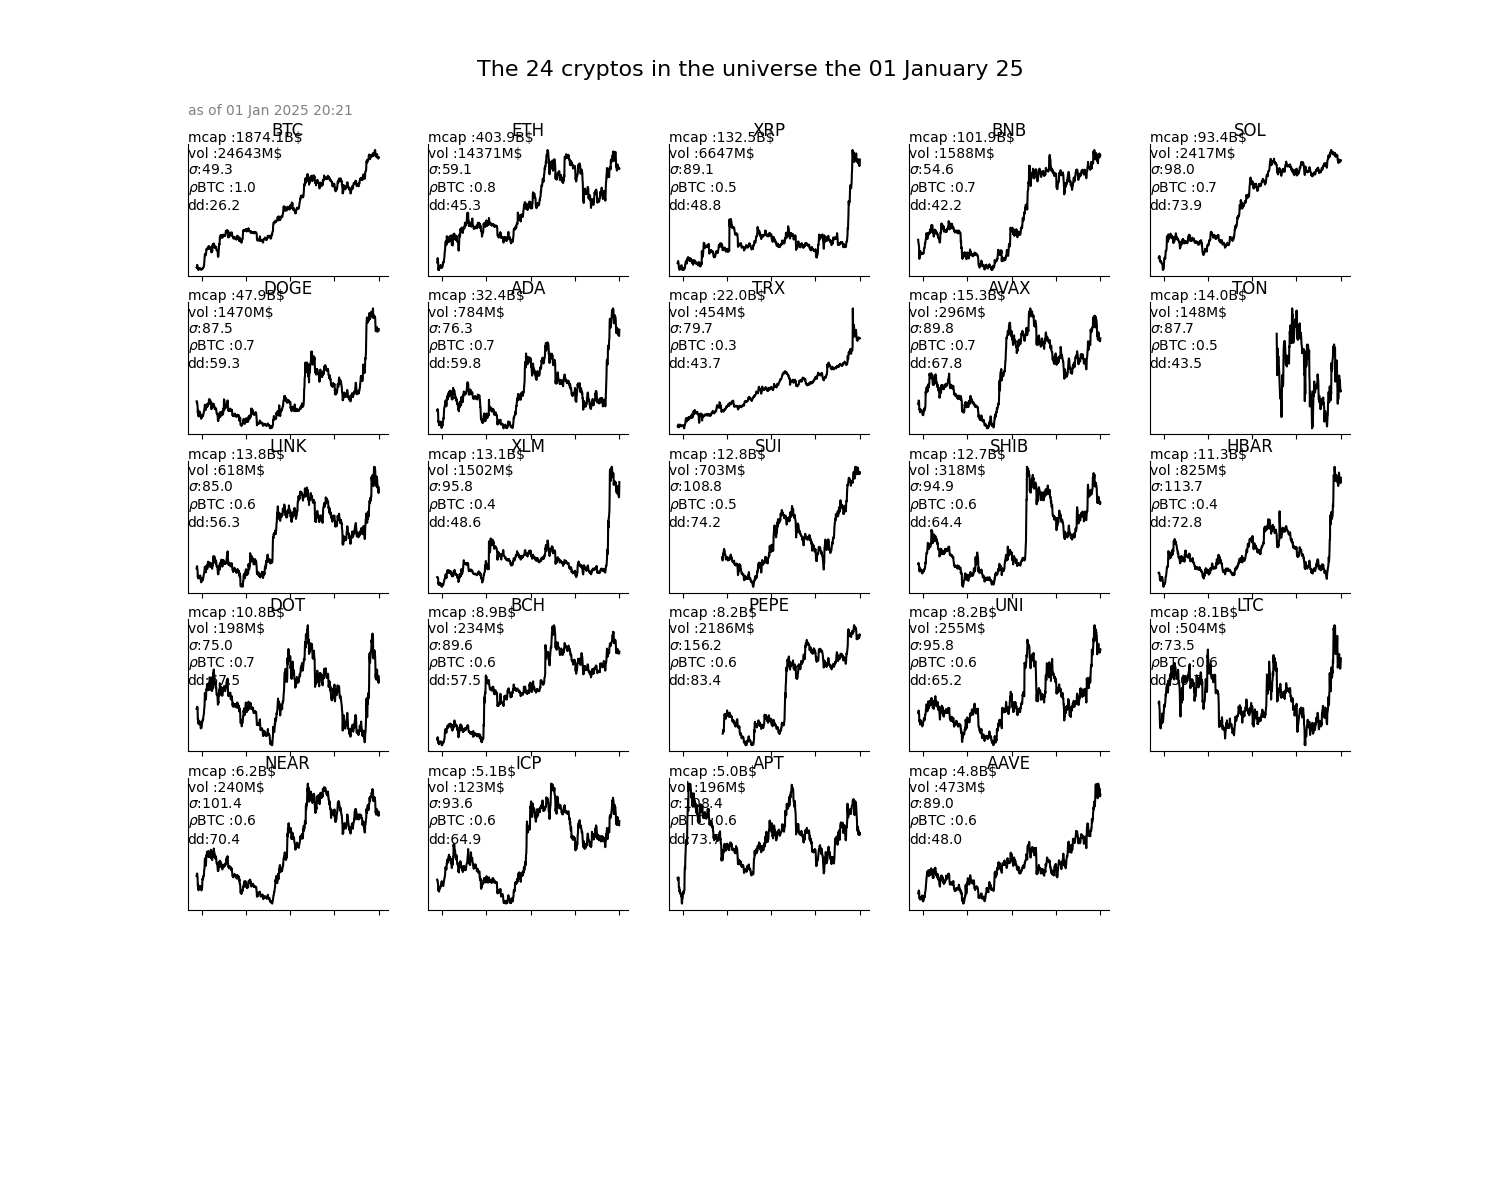 The 24 cryptos in the universe the 01 January 25
as of 01 Jan 2025 20:21
BTC
mcap :1874.1B$
vol :24643M$
σ:49.3
ρBTC :1.0
dd:26.2
ETH
mcap :403.9B$
vol :14371M$
σ:59.1
ρBTC :0.8
dd:45.3
XRP
mcap :132.5B$
vol :6647M$
σ:89.1
ρBTC :0.5
dd:48.8
BNB
mcap :101.9B$
vol :1588M$
σ:54.6
ρBTC :0.7
dd:42.2
SOL
mcap :93.4B$
vol :2417M$
σ:98.0
ρBTC :0.7
dd:73.9
DOGE
mcap :47.9B$
vol :1470M$
σ:87.5
ρBTC :0.7
dd:59.3
ADA
mcap :32.4B$
vol :784M$
σ:76.3
ρBTC :0.7
dd:59.8
TRX
mcap :22.0B$
vol :454M$
σ:79.7
ρBTC :0.3
dd:43.7
AVAX
mcap :15.3B$
vol :296M$
σ:89.8
ρBTC :0.7
dd:67.8
TON
mcap :14.0B$
vol :148M$
σ:87.7
ρBTC :0.5
dd:43.5
LINK
mcap :13.8B$
vol :618M$
σ:85.0
ρBTC :0.6
dd:56.3
XLM
mcap :13.1B$
vol :1502M$
σ:95.8
ρBTC :0.4
dd:48.6
SUI
mcap :12.8B$
vol :703M$
σ:108.8
ρBTC :0.5
dd:74.2
SHIB
mcap :12.7B$
vol :318M$
σ:94.9
ρBTC :0.6
dd:64.4
HBAR
mcap :11.3B$
vol :825M$
σ:113.7
ρBTC :0.4
dd:72.8
DOT
mcap :10.8B$
vol :198M$
σ:75.0
ρBTC :0.7
BCH
mcap :8.9B$
vol :234M$
σ:89.6
ρBTC :0.6
dd:57.5
PEPE
mcap :8.2B$
vol :2186M$
σ:156.2
ρBTC :0.6
dd:83.4
UNI
mcap :8.2B$
vol :255M$
σ:95.8
ρBTC :0.6
dd:65.2
LTC
mcap :8.1B$
vol :504M$
σ:73.5
ρBTC :0.6
NEAR
mcap :6.2B$
vol :240M$
σ:101.4
ρBTC :0.6
dd:70.4
ICP
mcap :5.1B$
vol :123M$
σ:93.6
ρBTC :0.6
dd:64.9
APT
mcap :5.0B$
vol :196M$
σ:108.4
ρBTC :0.6
AAVE
mcap :4.8B$
vol :473M$
σ:89.0
ρBTC :0.6
dd:48.0